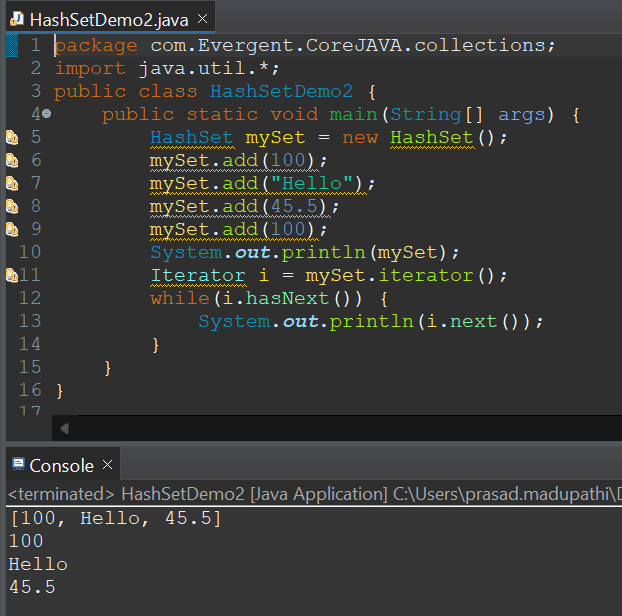 HashSetDemo2.java
1 package com.Evergent.CoreJAVA.collections;
2 import java.util.*;
3 public class HashSetDemo2 {
4 public static void main(String[] args) {
5 HashSet mySet = new HashSet();
6 mySet.add(100);
7 mySet.add("Hello");
8 mySet.add(45.5);
9 mySet.add(100);
10 System.out.println(mySet);
11 Iterator i = mySet.iterator();
12 while(i.hasNext()) {
13 System.out.println(i.next());
14 }
15 }
16 }
17
Console
<terminated> HashSetDemo2 [Java Application] C:\Users\prasad.madupathi\
[100, Hello, 45.5]
100
Hello
45.5